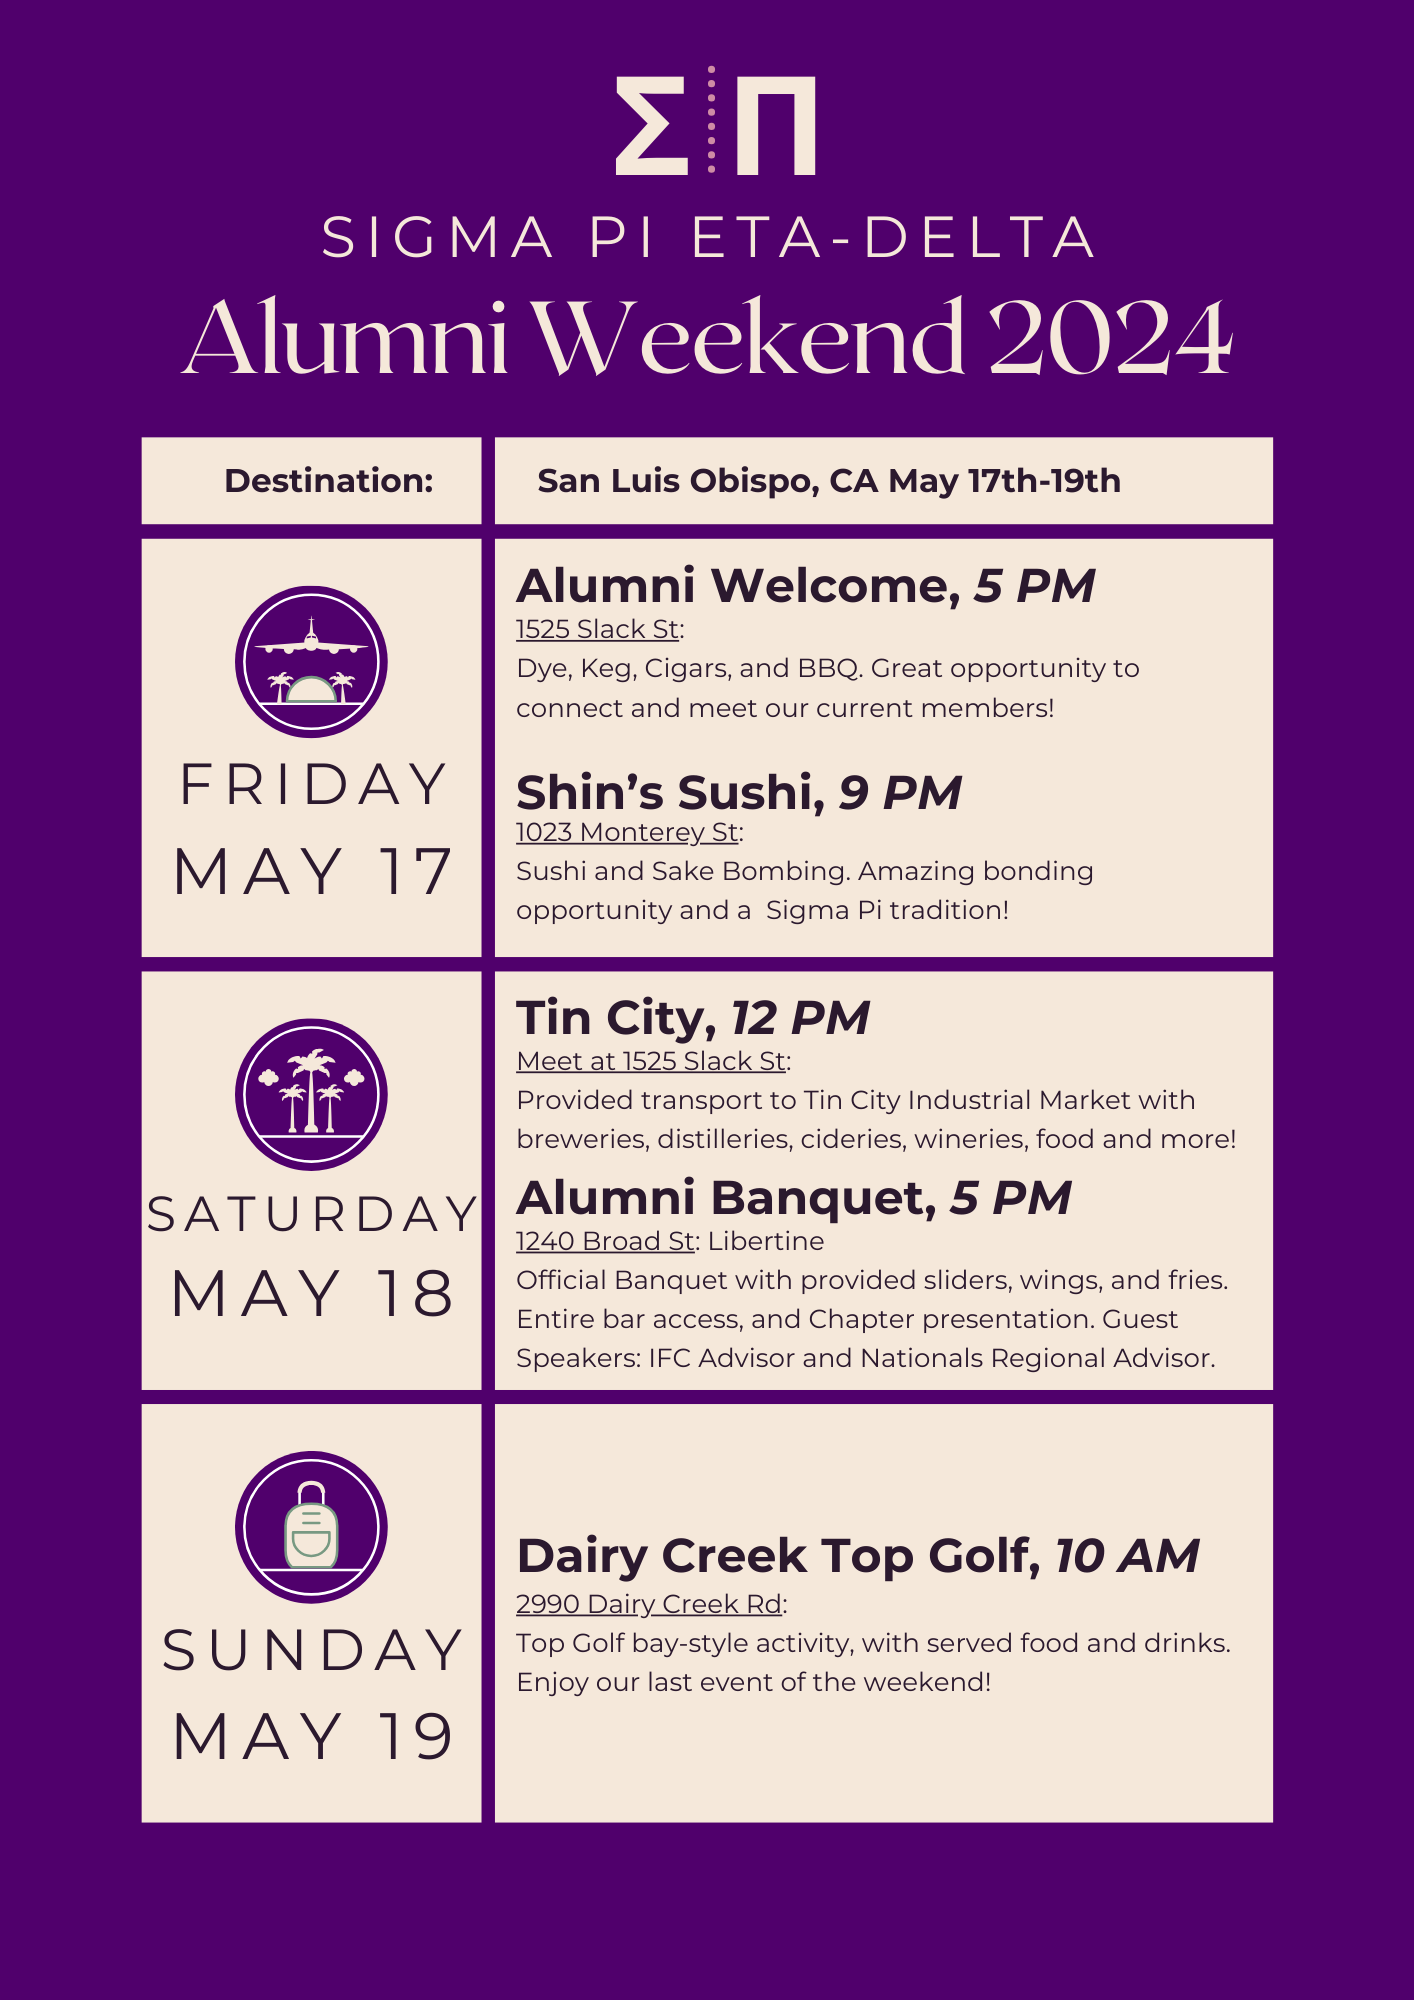 Σ Π
SIGMA PI ETA-DELTA
Alumni Weekend 2024
Destination:
San Luis Obispo, CA May 17th-19th
FRIDAY
MAY 17
Alumni Welcome, 5 PM
1525 Slack St:
Dye, Keg, Cigars, and BBQ. Great opportunity to
connect and meet our current members!
Shin’s Sushi, 9 PM
1023 Monterey St:
Sushi and Sake Bombing. Amazing bonding
opportunity and a  Sigma Pi tradition!
SATURDAY
MAY 18
Tin City, 12 PM
Meet at 1525 Slack St:
Provided transport to Tin City Industrial Market with
breweries, distilleries, cideries, wineries, food and more!
Alumni Banquet, 5 PM
1240 Broad St: Libertine
Official Banquet with provided sliders, wings, and fries.
Entire bar access, and Chapter presentation. Guest
Speakers: IFC Advisor and Nationals Regional Advisor.
SUNDAY
MAY 19
Dairy Creek Top Golf, 10 AM
2990 Dairy Creek Rd:
Top Golf bay-style activity, with served food and drinks.
Enjoy our last event of the weekend!